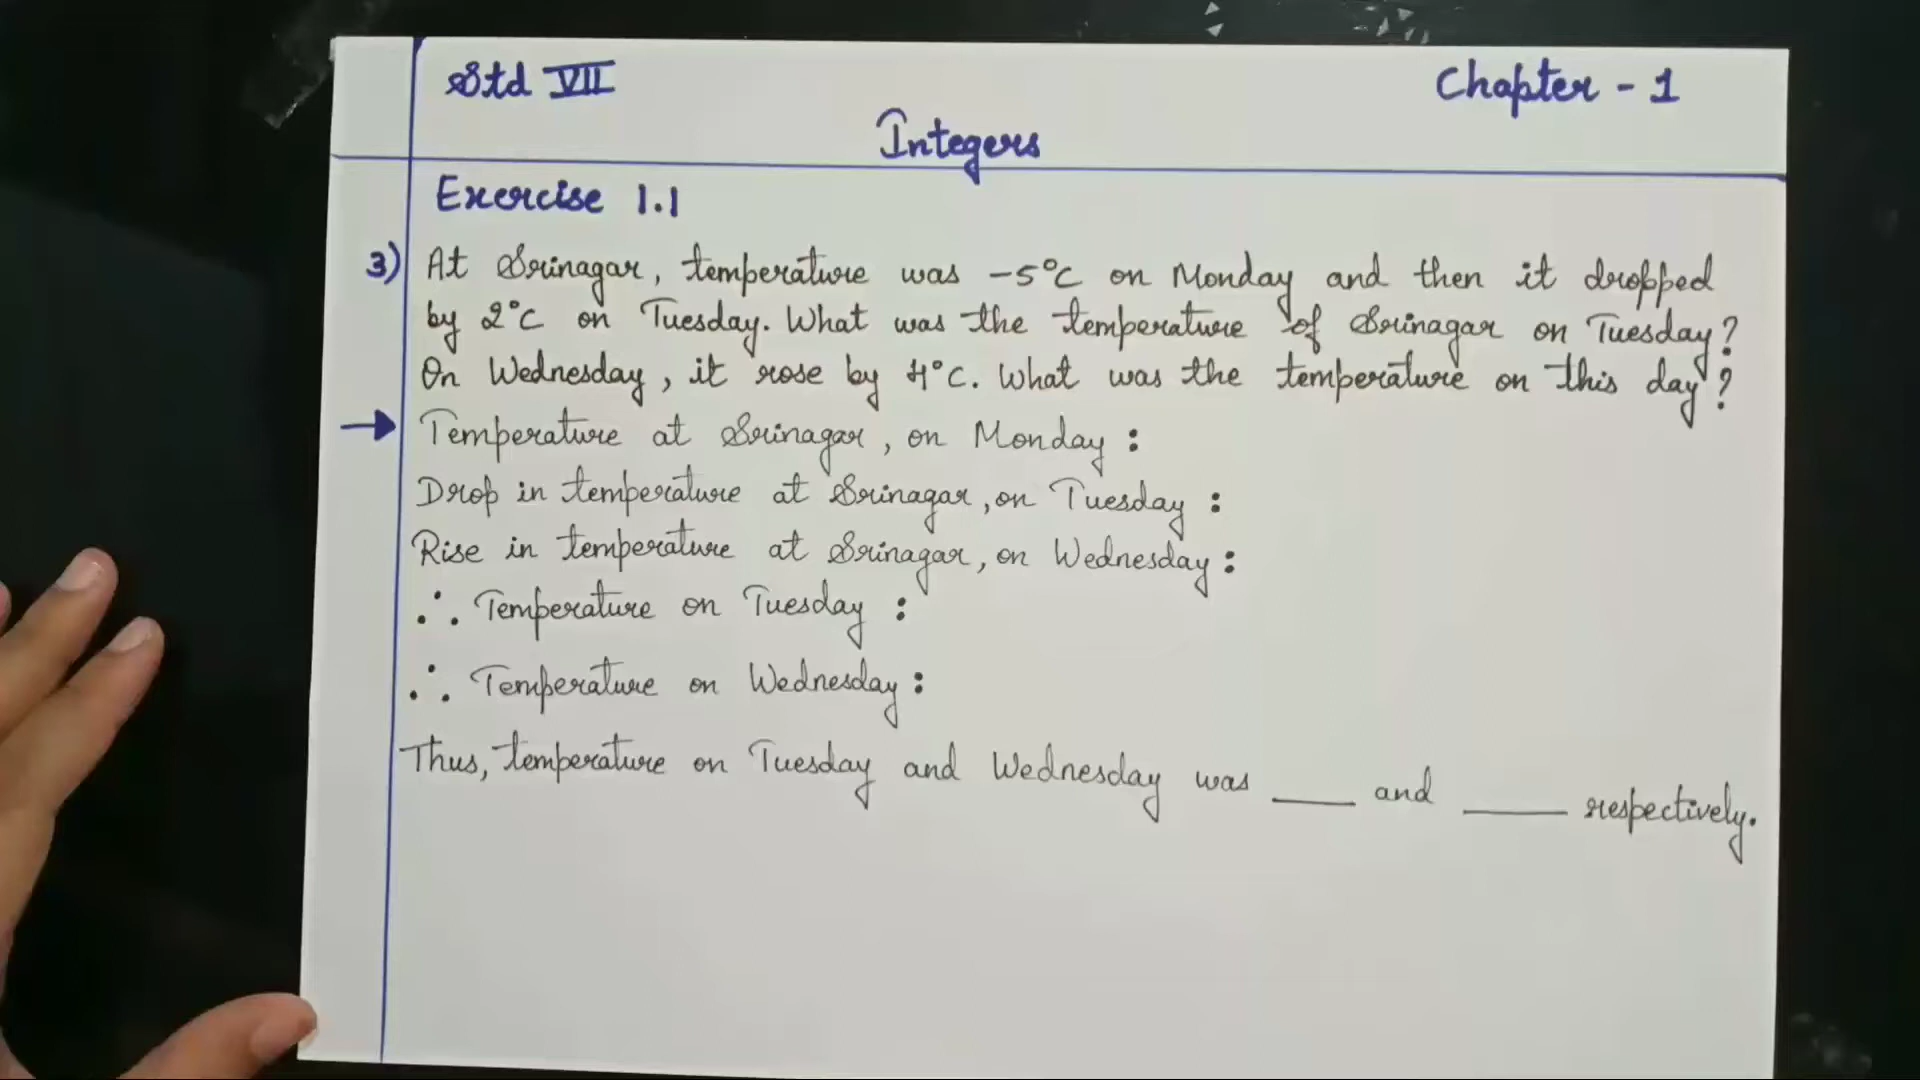 Std VII
Chapter - 1
Integers
Exercise 1.1
3) At Srinagar, temperature was -5°C on Monday and then it dropped
by 2°C on Tuesday. What was the temperature of Srinagar on Tuesday?
On Wednesday, it rose by 4°C. What was the temperature on this day?
→ Temperature at Srinagar, on Monday :
Drop in temperature at Srinagar, on Tuesday :
Rise in temperature at Srinagar, on Wednesday :
∴ Temperature on Tuesday :
∴ Temperature on Wednesday :
Thus, temperature on Tuesday and Wednesday was ____ and ____ respectively.